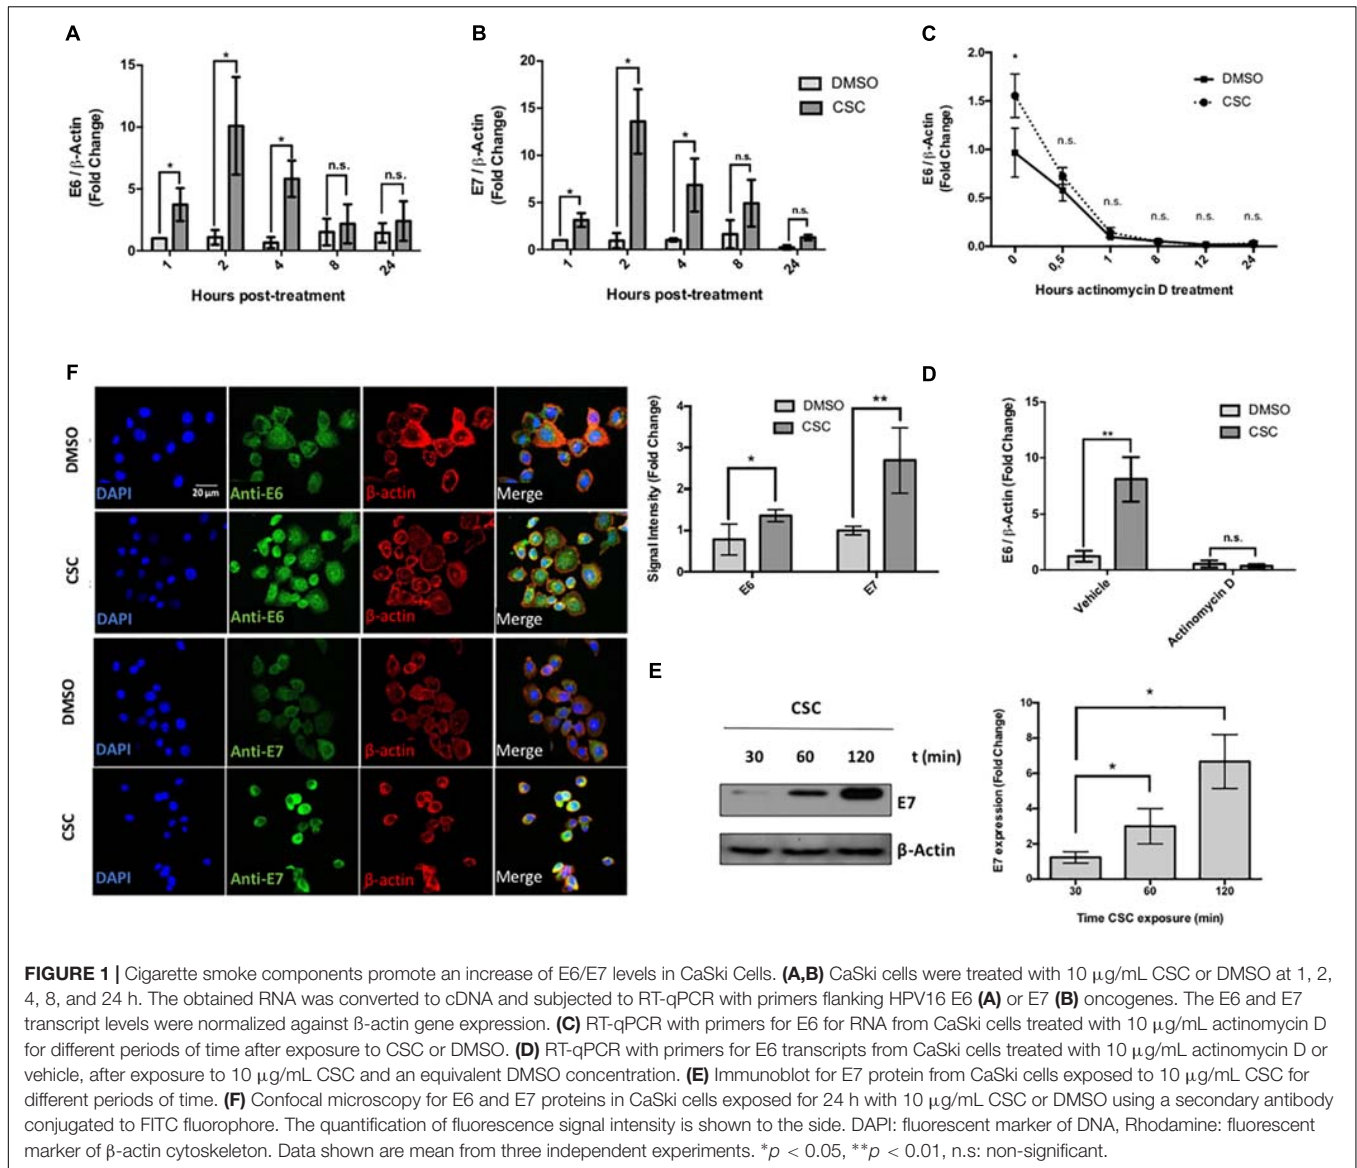 A
15
10
5
0
E6 / β-Actin
(Fold Change)
*
*
*
n.s.
n.s.
1
2
4
8
24
Hours post-treatment
B
20
15
10
5
0
E7 / β-Actin
(Fold Change)
*
*
*
n.s.
n.s.
1
2
4
8
24
Hours post-treatment
DMSO
CSC
C
2.0
1.5
1.0
0.5
0.0
E6 / β-Actin
(Fold Change)
*
n.s.
n.s.
n.s.
n.s.
n.s.
DMSO
CSC
0
0,5
1
8
12
24
Hours actinomycin D treatment
F
DMSO
DAPI
20 μm
Anti-E6
β-actin
Merge
CSC
DAPI
Anti-E6
β-actin
Merge
DMSO
DAPI
Anti-E7
β-actin
Merge
CSC
DAPI
Anti-E7
β-actin
Merge
4
3
2
1
0
Signal Intensity (Fold Change)
DMSO
CSC
*
**
E6
E7
D
15
10
5
0
E6 / β-Actin (Fold Change)
DMSO
CSC
**
n.s.
Vehicle
Actinomycin D
E
CSC
30 60 120 t (min)
E7
β-Actin
10
8
6
4
2
0
E7 expression (Fold Change)
*
*
30
60
120
Time CSC exposure (min)
FIGURE 1 | Cigarette smoke components promote an increase of E6/E7 levels in CaSki Cells. (A,B) CaSki cells were treated with 10 μg/mL CSC or DMSO at 1, 2,
4, 8, and 24 h. The obtained RNA was converted to cDNA and subjected to RT-qPCR with primers flanking HPV16 E6 (A) or E7 (B) oncogenes. The E6 and E7
transcript levels were normalized against ß-actin gene expression. (C) RT-qPCR with primers for E6 for RNA from CaSki cells treated with 10 μg/mL actinomycin D
for different periods of time after exposure to CSC or DMSO. (D) RT-qPCR with primers for E6 transcripts from CaSki cells treated with 10 μg/mL actinomycin D or
vehicle, after exposure to 10 μg/mL CSC and an equivalent DMSO concentration. (E) Immunoblot for E7 protein from CaSki cells exposed to 10 μg/mL CSC for
different periods of time. (F) Confocal microscopy for E6 and E7 proteins in CaSki cells exposed for 24 h with 10 μg/mL CSC or DMSO using a secondary antibody
conjugated to FITC fluorophore. The quantification of fluorescence signal intensity is shown to the side. DAPI: fluorescent marker of DNA, Rhodamine: fluorescent
marker of β-actin cytoskeleton. Data shown are mean from three independent experiments. *p < 0.05, **p < 0.01, n.s: non-significant.